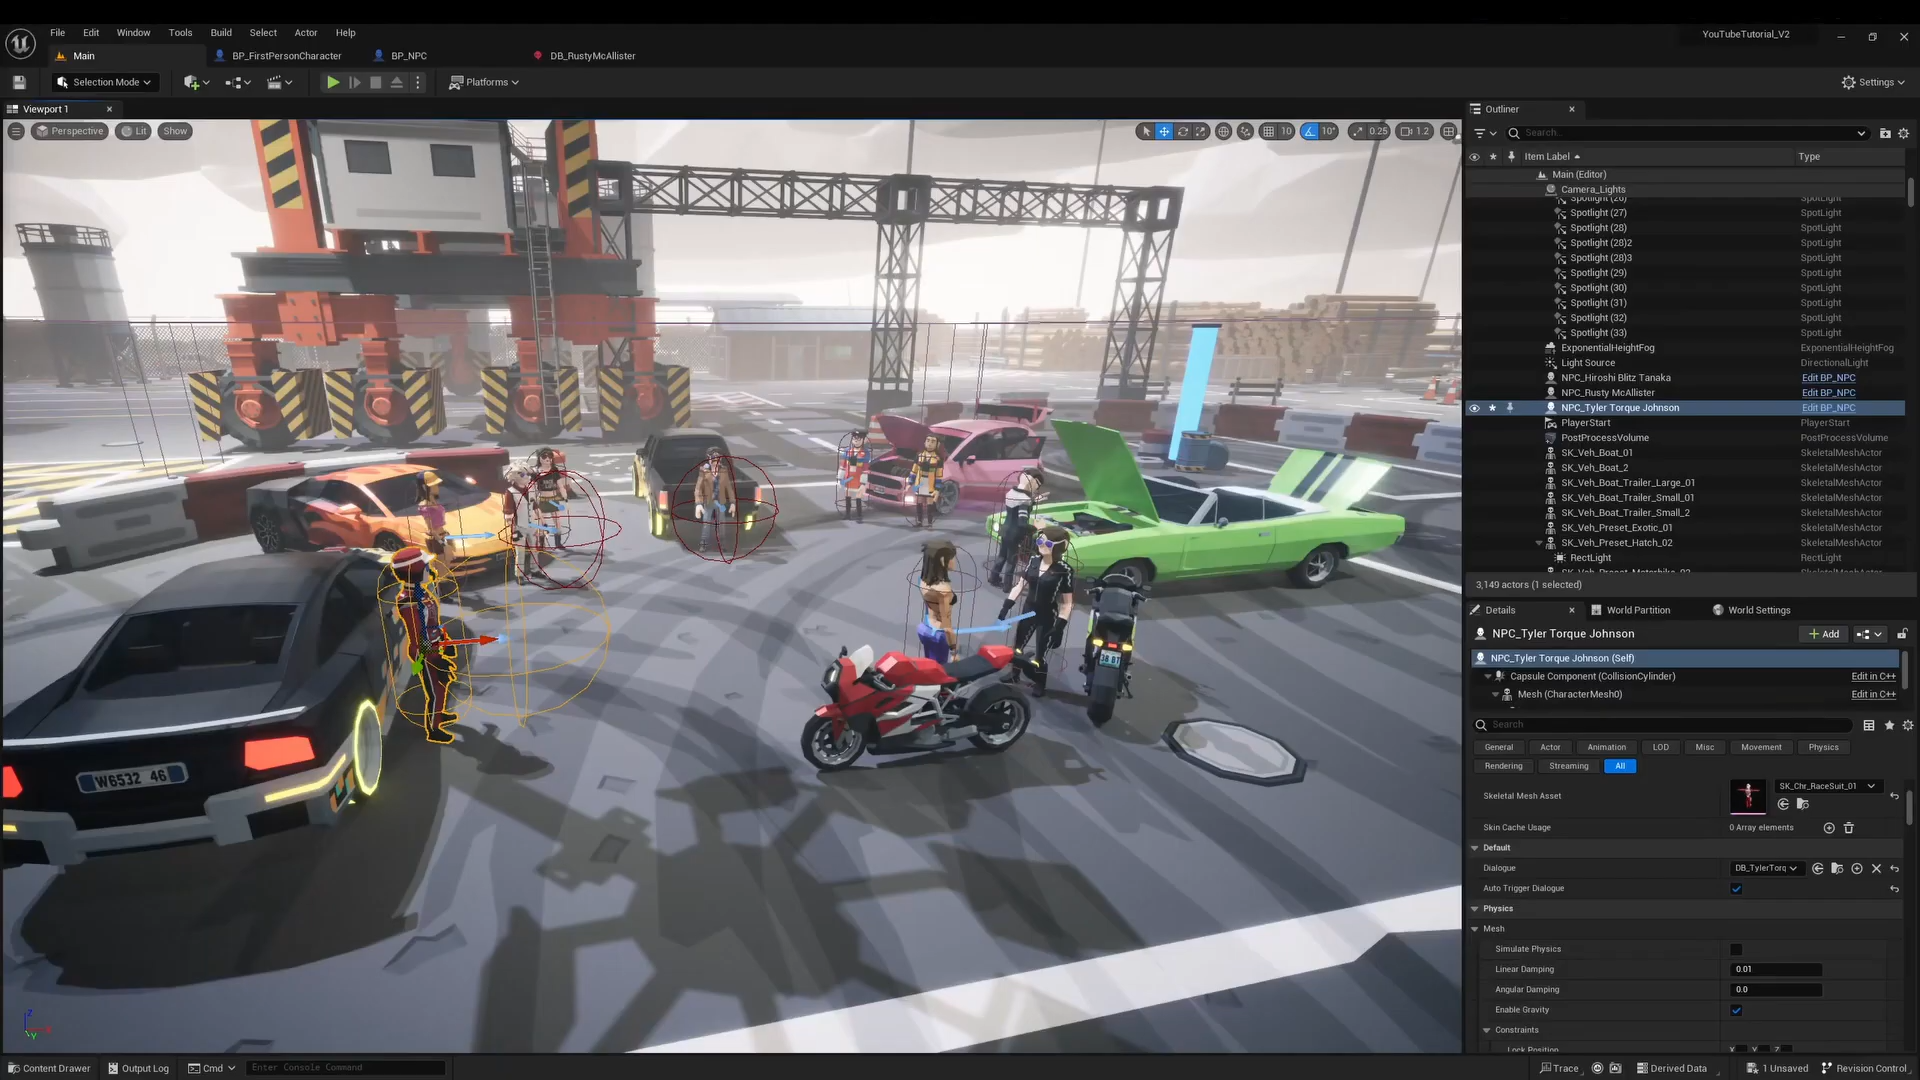 File Edit Window Tools Build Select Actor Help
YouTubeTutorial_V2
Main BP_FirstPersonCharacter BP_NPC DB_RustyMcAllister
Selection Mode Platforms Settings
Viewport 1
Perspective Lit Show 10 10° 0.25 1.2
W6532 46
Outliner
Search...
Item Label Type
Main (Editor)
Camera_Lights
Spotlight (26) SpotLight
Spotlight (27) SpotLight
Spotlight (28) SpotLight
Spotlight (28)2 SpotLight
Spotlight (28)3 SpotLight
Spotlight (29) SpotLight
Spotlight (30) SpotLight
Spotlight (31) SpotLight
Spotlight (32) SpotLight
Spotlight (33) SpotLight
ExponentialHeightFog ExponentialHeightFog
Light Source DirectionalLight
NPC_Hiroshi Blitz Tanaka Edit BP_NPC
NPC_Rusty McAllister Edit BP_NPC
NPC_Tyler Torque Johnson Edit BP_NPC
PlayerStart PlayerStart
PostProcessVolume PostProcessVolume
SK_Veh_Boat_01 SkeletalMeshActor
SK_Veh_Boat_2 SkeletalMeshActor
SK_Veh_Boat_Trailer_Large_01 SkeletalMeshActor
SK_Veh_Boat_Trailer_Small_01 SkeletalMeshActor
SK_Veh_Boat_Trailer_Small_2 SkeletalMeshActor
SK_Veh_Preset_Exotic_01 SkeletalMeshActor
SK_Veh_Preset_Hatch_02 SkeletalMeshActor
RectLight RectLight
3,149 actors (1 selected)
Details World Partition World Settings
NPC_Tyler Torque Johnson Add
NPC_Tyler Torque Johnson (Self)
Capsule Component (CollisionCylinder) Edit in C++
Mesh (CharacterMesh0) Edit in C++
Search
General Actor Animation LOD Misc Movement Physics
Rendering Streaming All
Skeletal Mesh Asset SK_Chr_RaceSuit_01
Skin Cache Usage 0 Array elements
Default
Dialogue DB_TylerTorq
Auto Trigger Dialogue
Physics
Mesh
Simulate Physics
Linear Damping 0.01
Angular Damping 0.0
Enable Gravity
Constraints
Lock Position X Y Z
Content Drawer Output Log Cmd Enter Console Command Trace Derived Data 1 Unsaved Revision Control